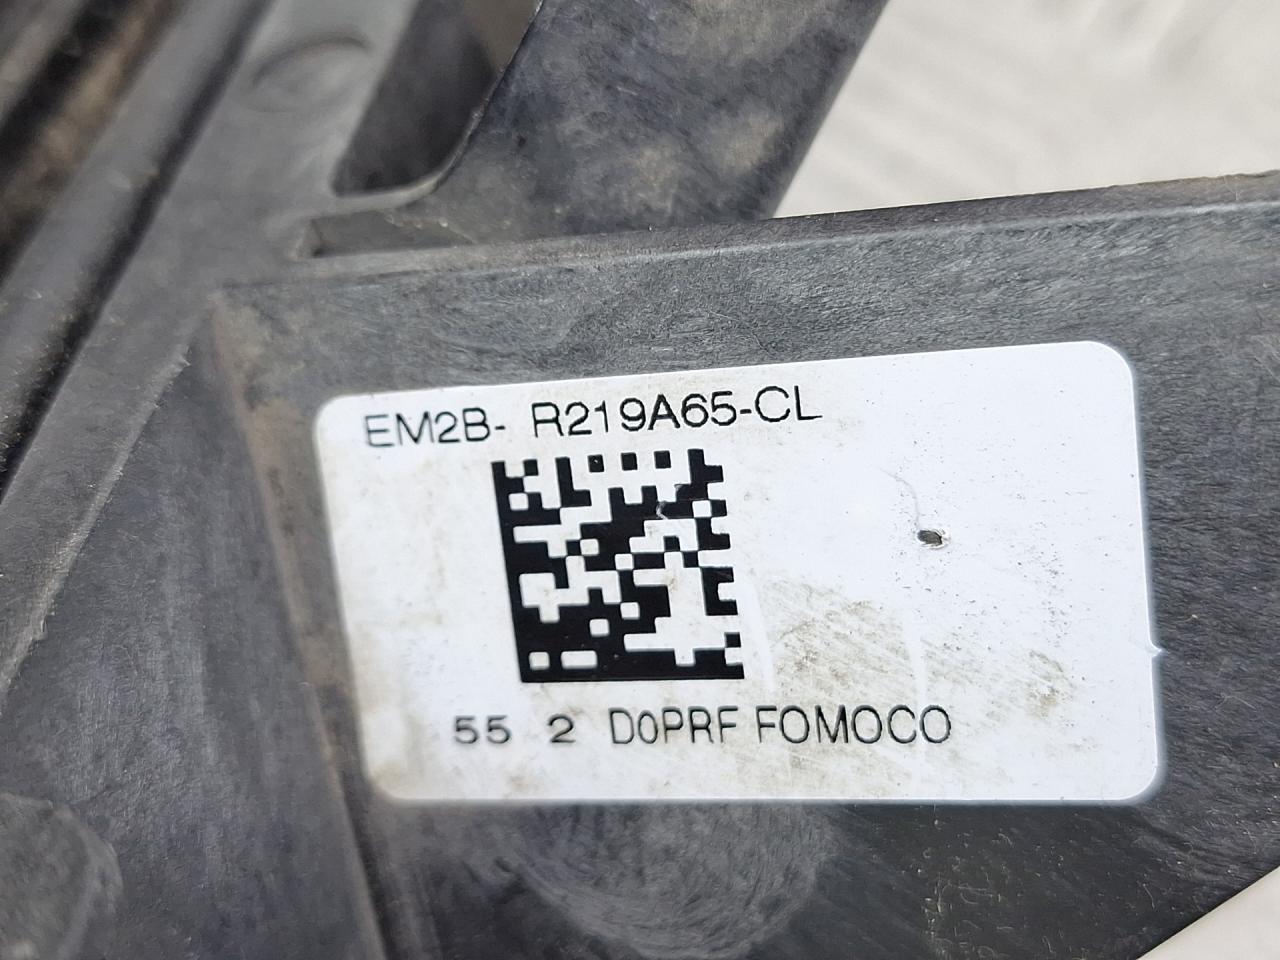 EM2B- R219A65-CL
55 2 D0PRF FOMOCO